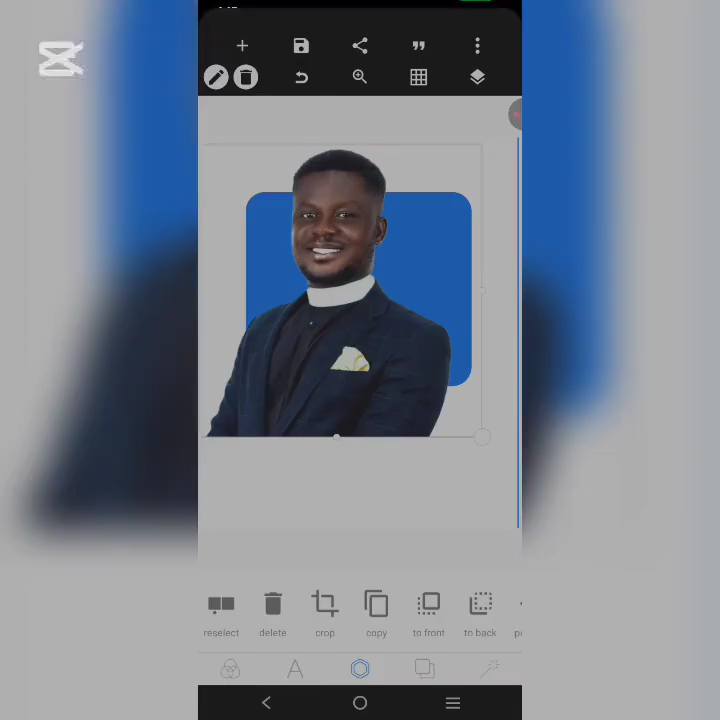 reselect
delete
crop
copy
to front
to back